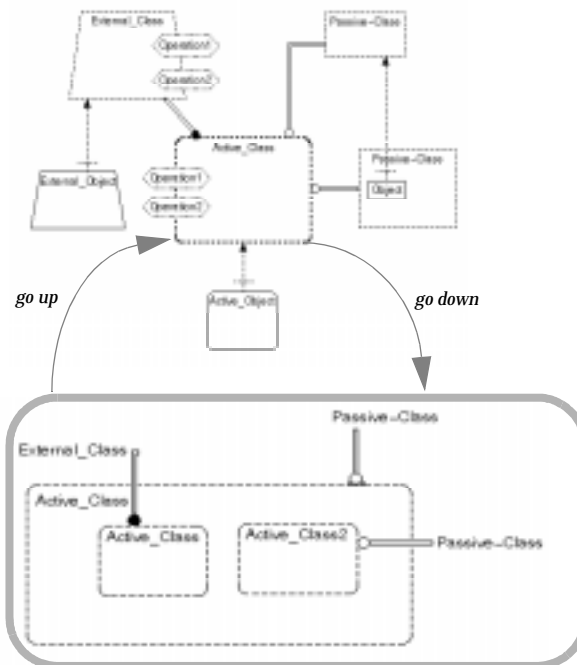 External_Class
Operation1
Operation2
Passive-Class
Active_Class
Operation1
Operation2
Passive-Class
Object
External_Object
Active_Object
go up
go down
Passive-Class
External_Class
Active_Class
Active_Class
Active_Class2
Passive-Class